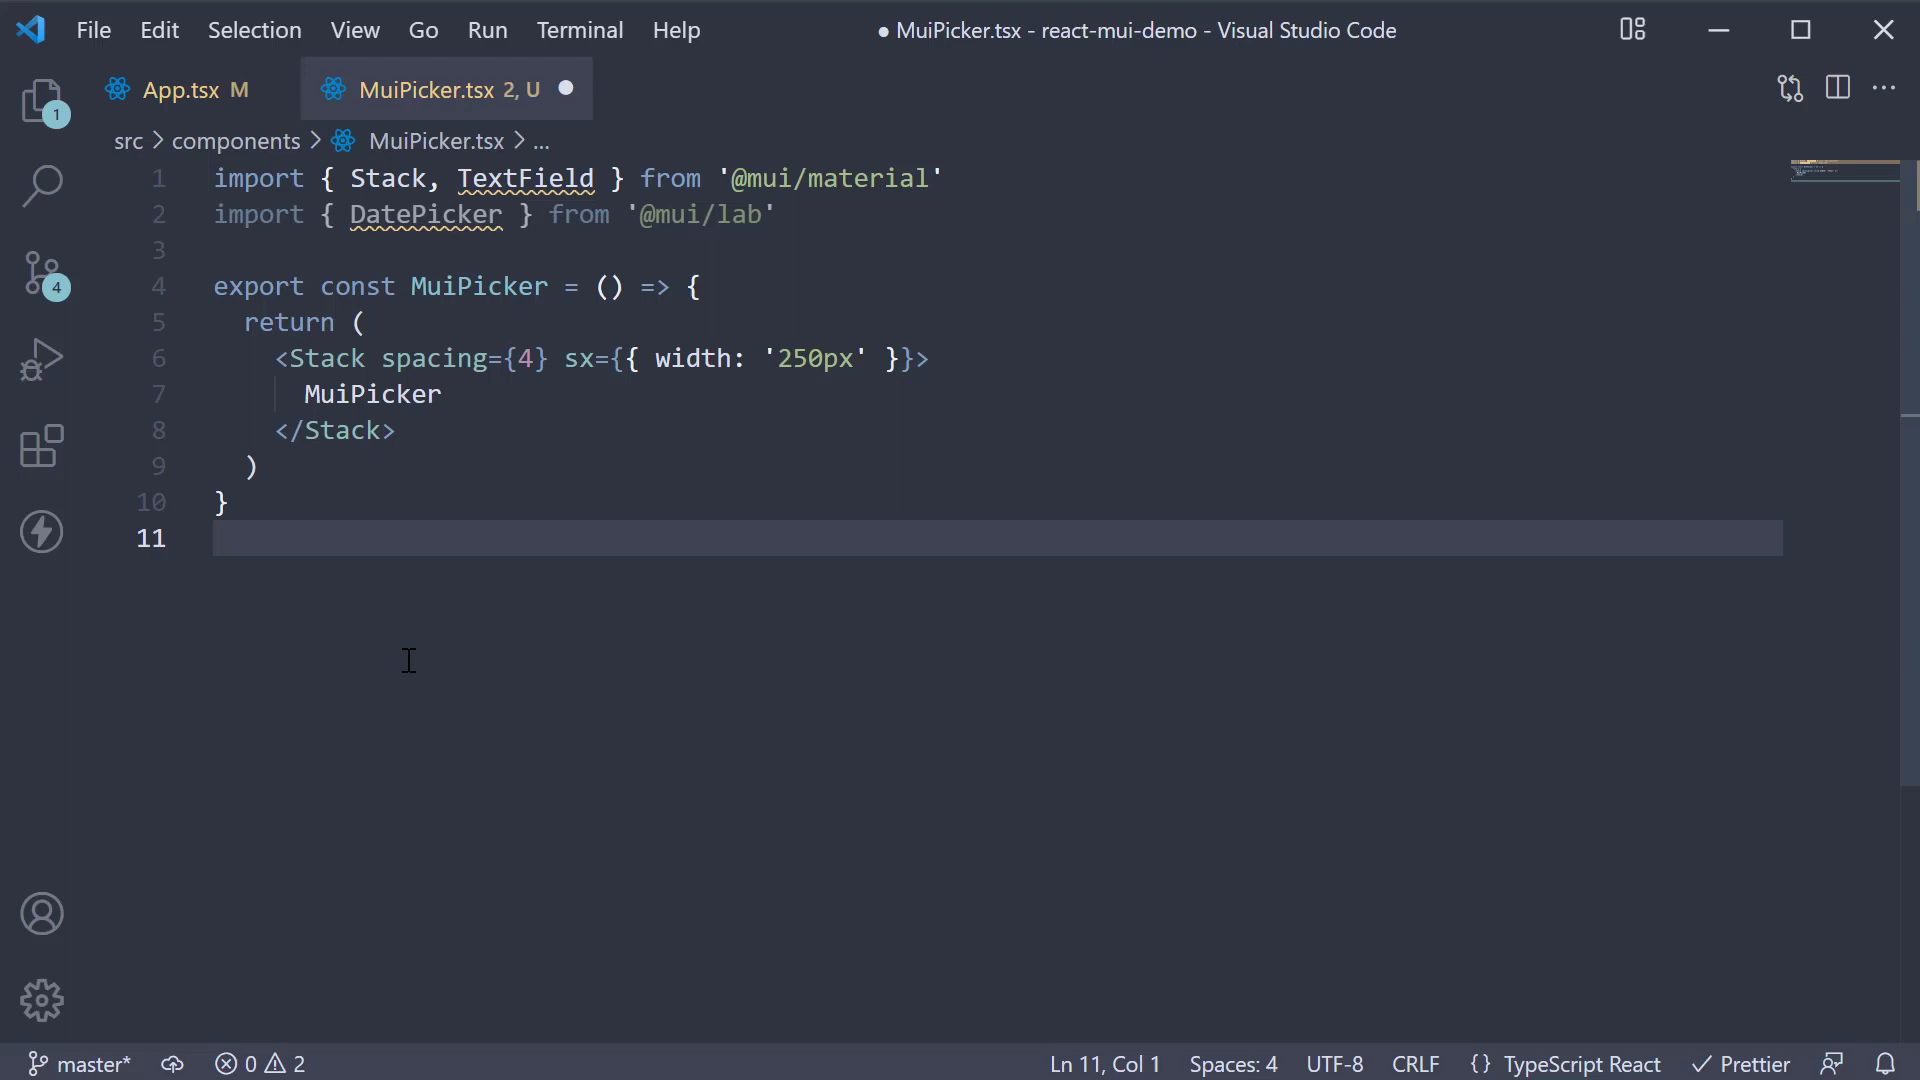 File Edit Selection View Go Run Terminal Help ● MuiPicker.tsx - react-mui-demo - Visual Studio Code
App.tsx M MuiPicker.tsx 2, U
1
src > components > MuiPicker.tsx > ...
1 import { Stack, TextField } from '@mui/material'
2 import { DatePicker } from '@mui/lab'
3
4 export const MuiPicker = () => {
5 return (
6 <Stack spacing={4} sx={{ width: '250px' }}>
7 MuiPicker
8 </Stack>
9 )
10 }
11
4
master* 0 2 Ln 11, Col 1 Spaces: 4 UTF-8 CRLF {} TypeScript React Prettier